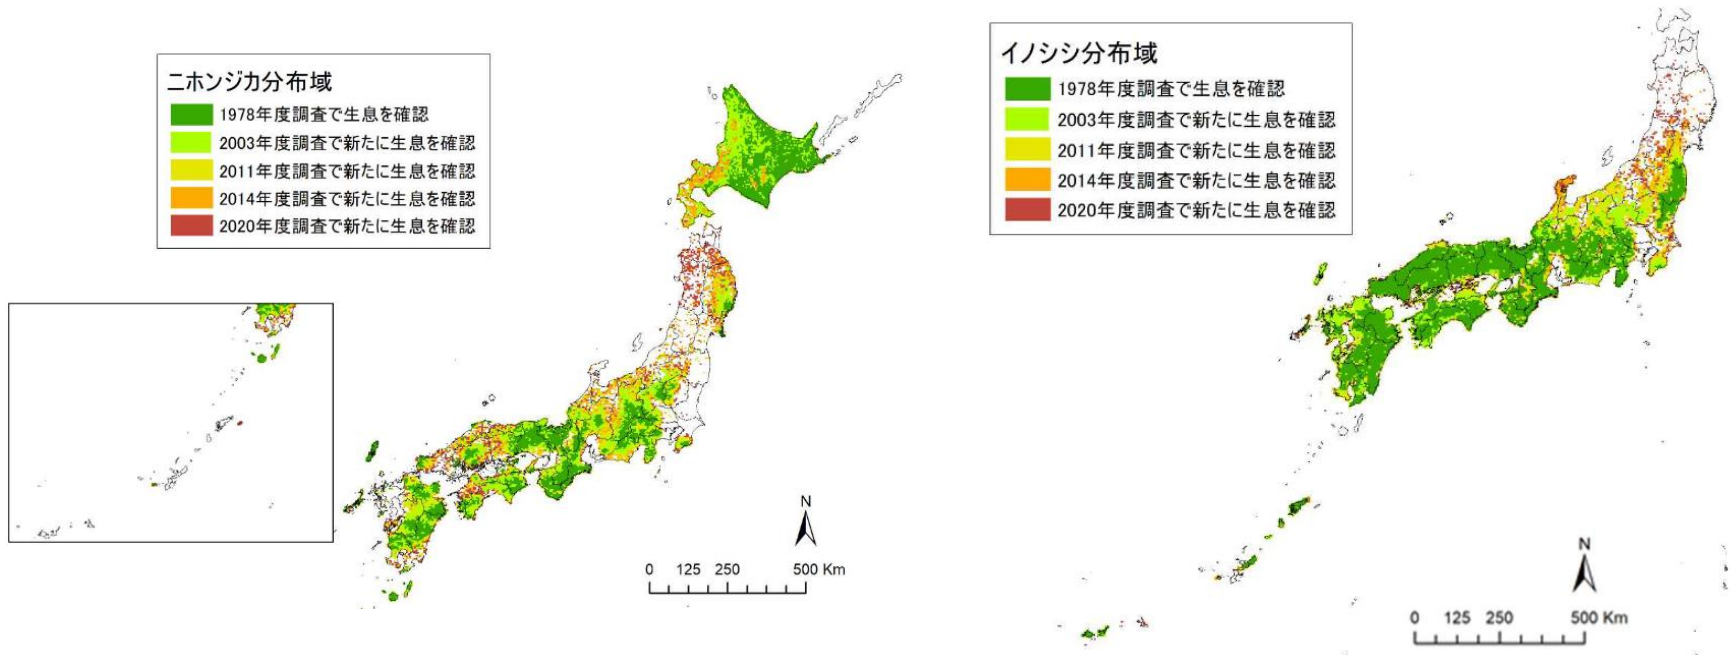 ニホンジカ分布域
1978年度調査で生息を確認
2003年度調査で新たに生息を確認
2011年度調査で新たに生息を確認
2014年度調査で新たに生息を確認
2020年度調査で新たに生息を確認
N
0 125 250 500 Km
イノシシ分布域
1978年度調査で生息を確認
2003年度調査で新たに生息を確認
2011年度調査で新たに生息を確認
2014年度調査で新たに生息を確認
2020年度調査で新たに生息を確認
N
0 125 250 500 Km